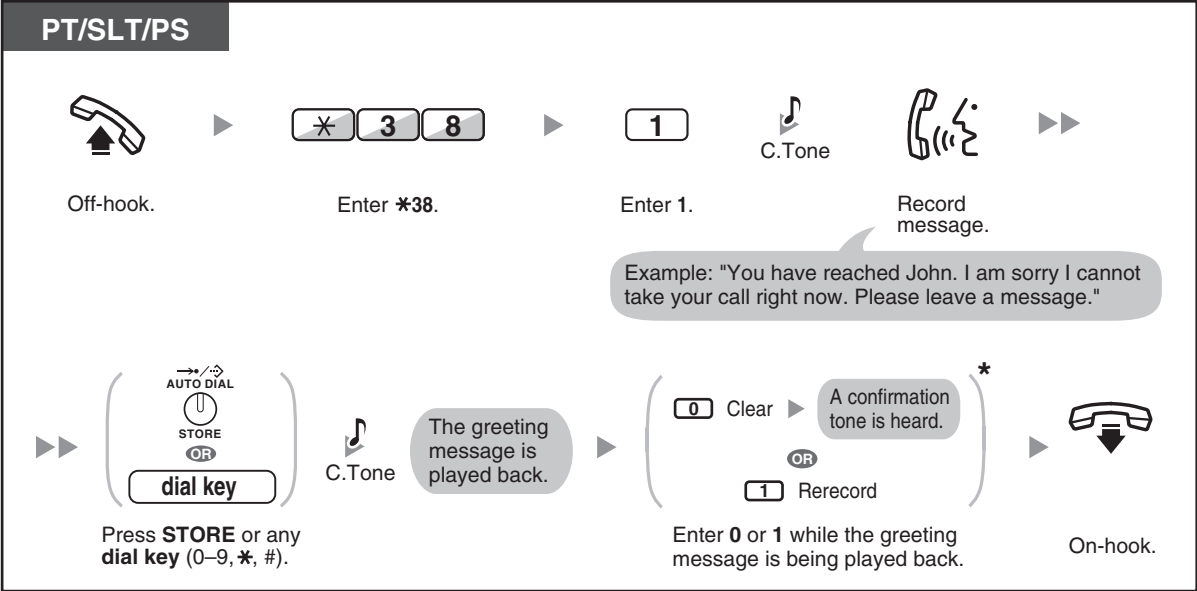 PT/SLT/PS
✳ 3 8
1
C.Tone
Off-hook.
Enter ✳38.
Enter 1.
Record
message.
Example: "You have reached John. I am sorry I cannot
take your call right now. Please leave a message."
AUTO DIAL
STORE
OR
dial key
C.Tone
The greeting
message is
played back.
0 Clear
A confirmation
tone is heard.
OR
1 Rerecord
*
Press STORE or any
dial key (0–9, ✳, #).
Enter 0 or 1 while the greeting
message is being played back.
On-hook.